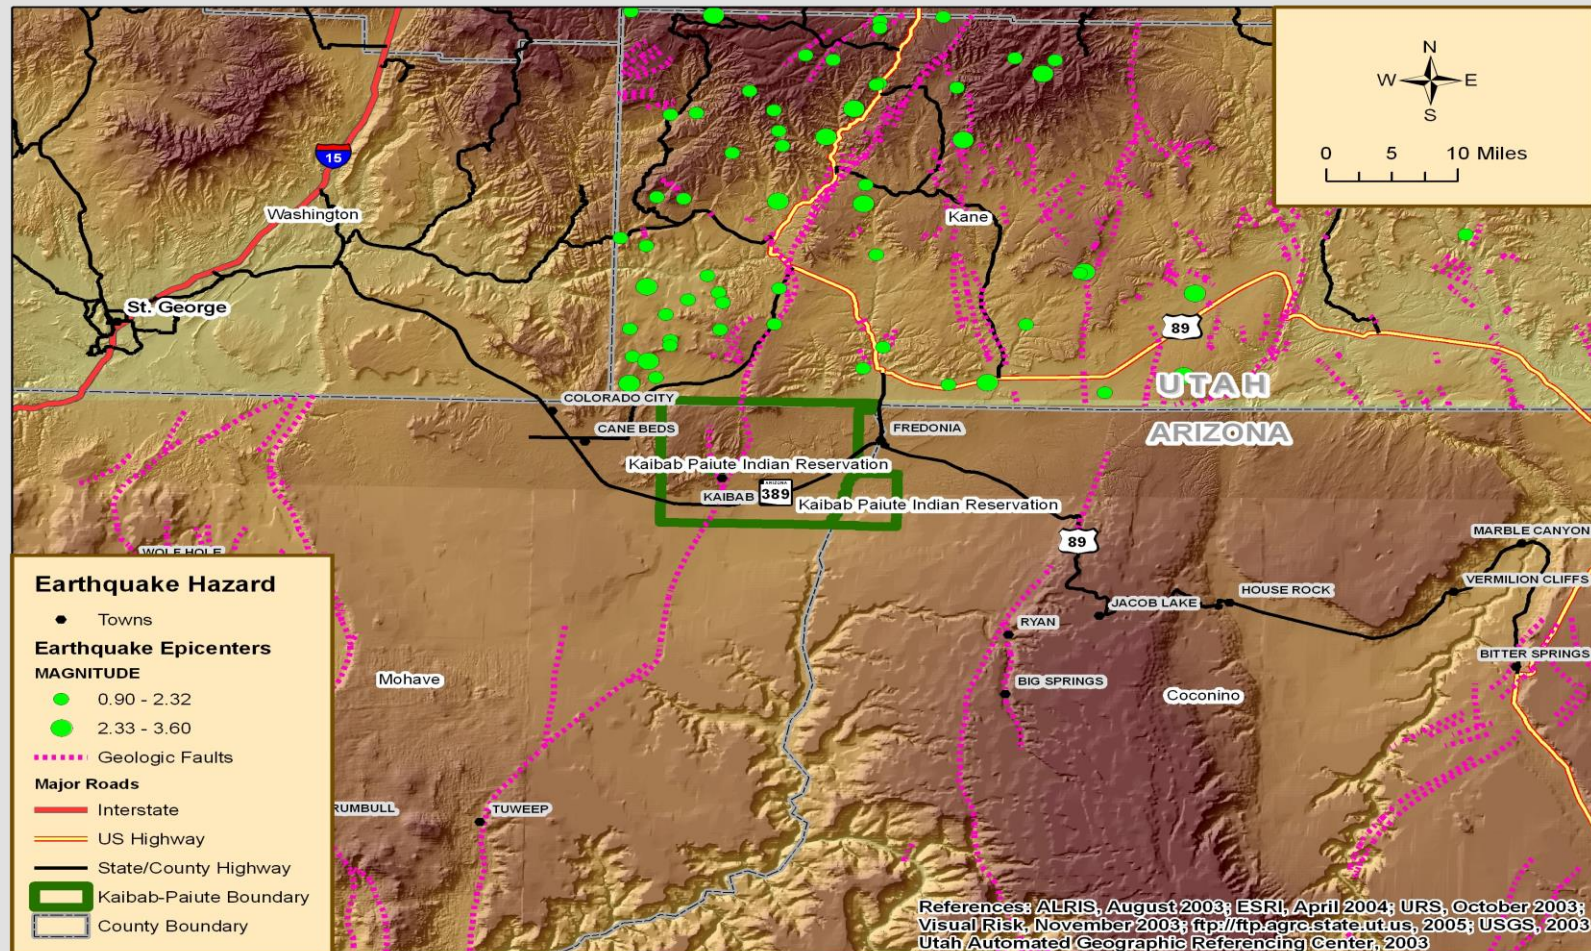 N
W E
S
0 5 10 Miles
15
Washington
Kane
St. George
89
UTAH
COLORADO CITY
CANE BEDS
FREDONIA
ARIZONA
Kaibab Paiute Indian Reservation
KAIBAB
ARIZONA
389
Kaibab Paiute Indian Reservation
89
MARBLE CANYON
WOLF HOLE
VERMILION CLIFFS
HOUSE ROCK
JACOB LAKE
RYAN
BITTER SPRINGS
Mohave
BIG SPRINGS
Coconino
RUMBULL
TUWEEP
Earthquake Hazard
Towns
Earthquake Epicenters
MAGNITUDE
0.90 - 2.32
2.33 - 3.60
Geologic Faults
Major Roads
Interstate
US Highway
State/County Highway
Kaibab-Paiute Boundary
County Boundary
References: ALRIS, August 2003; ESRI, April 2004; URS, October 2003;
Visual Risk, November 2003; ftp://ftp.agrc.state.ut.us, 2005; USGS, 2003
Utah Automated Geographic Referencing Center, 2003